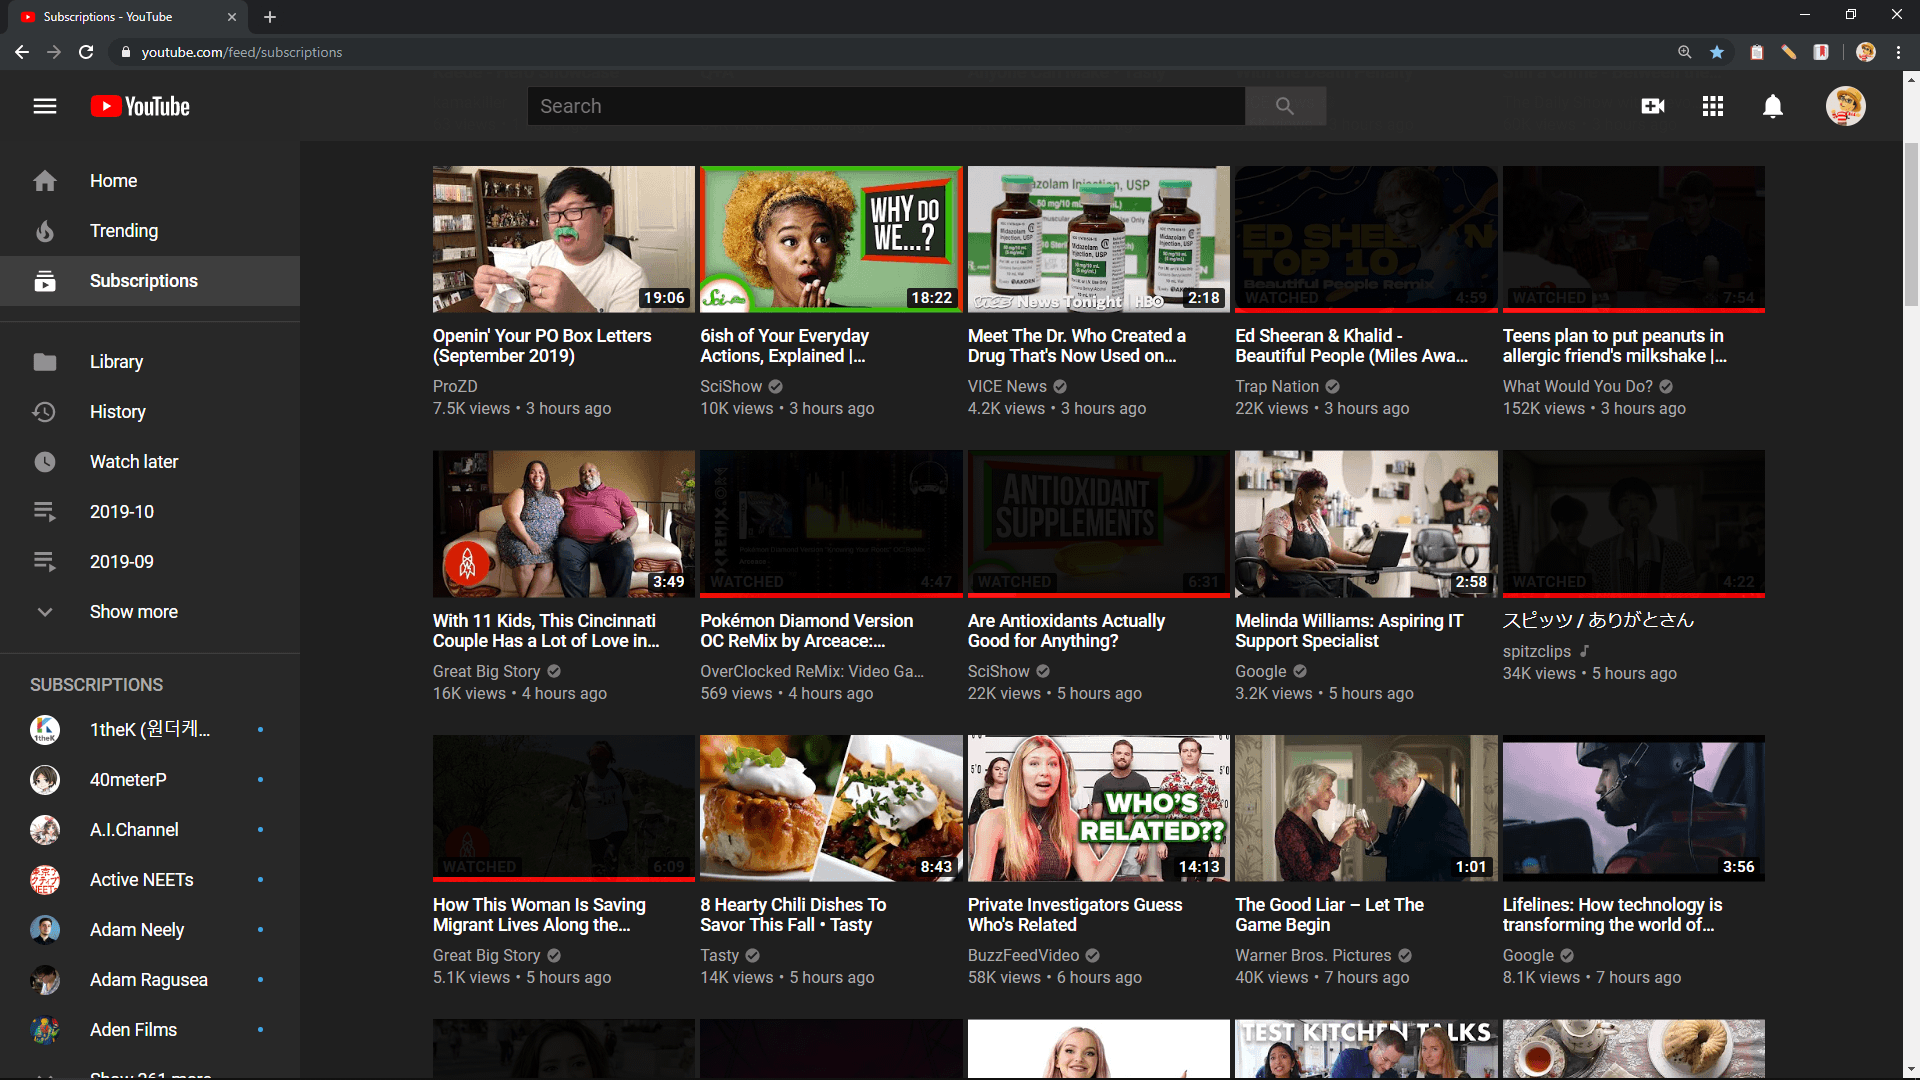 Subscriptions - YouTube
youtube.com/feed/subscriptions
YouTube
Search
Home
Trending
Subscriptions
Library
History
Watch later
2019-10
2019-09
Show more
SUBSCRIPTIONS
1theK (원더케...
40meterP
A.I.Channel
Active NEETs
Adam Neely
Adam Ragusea
Aden Films
Show 261 more
19:06
Openin' Your PO Box Letters
(September 2019)
ProZD
7.5K views • 3 hours ago
WHY DO
WE...?
Sci
18:22
6ish of Your Everyday
Actions, Explained |...
SciShow
10K views • 3 hours ago
Midazolam
Injection, USP
VICE News Tonight HBO
2:18
Meet The Dr. Who Created a
Drug That's Now Used on...
VICE News
4.2K views • 3 hours ago
ED SHEERAN
TOP 10
Beautiful People Remix
WATCHED
4:59
Ed Sheeran & Khalid -
Beautiful People (Miles Awa...
Trap Nation
22K views • 3 hours ago
WATCHED
7:54
Teens plan to put peanuts in
allergic friend's milkshake |...
What Would You Do?
152K views • 3 hours ago
3:49
With 11 Kids, This Cincinnati
Couple Has a Lot of Love in...
Great Big Story
16K views • 4 hours ago
WATCHED
4:47
Pokémon Diamond Version
OC ReMix by Arceace:...
OverClocked ReMix: Video Ga...
569 views • 4 hours ago
ANTIOXIDANT
SUPPLEMENTS
WATCHED
6:31
Are Antioxidants Actually
Good for Anything?
SciShow
22K views • 5 hours ago
2:58
Melinda Williams: Aspiring IT
Support Specialist
Google
3.2K views • 5 hours ago
WATCHED
4:22
スピッツ / ありがとさん
spitzclips
34K views • 5 hours ago
WATCHED
6:09
How This Woman Is Saving
Migrant Lives Along the...
Great Big Story
5.1K views • 5 hours ago
8:43
8 Hearty Chili Dishes To
Savor This Fall • Tasty
Tasty
14K views • 5 hours ago
WHO'S
RELATED??
14:13
Private Investigators Guess
Who's Related
BuzzFeedVideo
58K views • 6 hours ago
1:01
The Good Liar – Let The
Game Begin
Warner Bros. Pictures
40K views • 7 hours ago
3:56
Lifelines: How technology is
transforming the world of...
Google
8.1K views • 7 hours ago
TEST KITCHEN TALKS